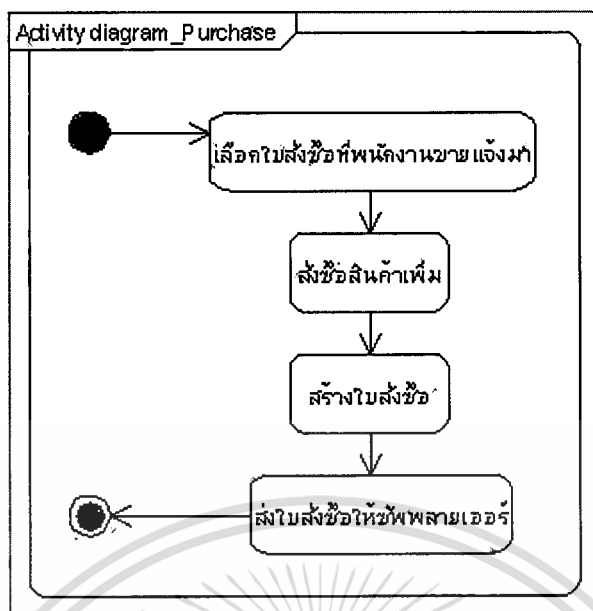 Activity diagram_Purchase
เลือกใบสั่งซื้อที่พนักงานขายแจ้งมา
สั่งซื้อสินค้าเพิ่ม
สร้างใบสั่งซื้อ
ส่งใบสั่งซื้อให้ซัพพลายเออร์